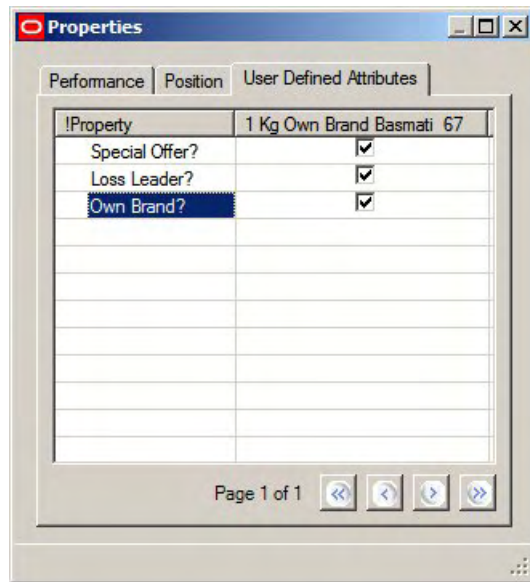 Properties
Performance Position User Defined Attributes
!Property 1 Kg Own Brand Basmati 67
Special Offer?
Loss Leader?
Own Brand?
Page 1 of 1